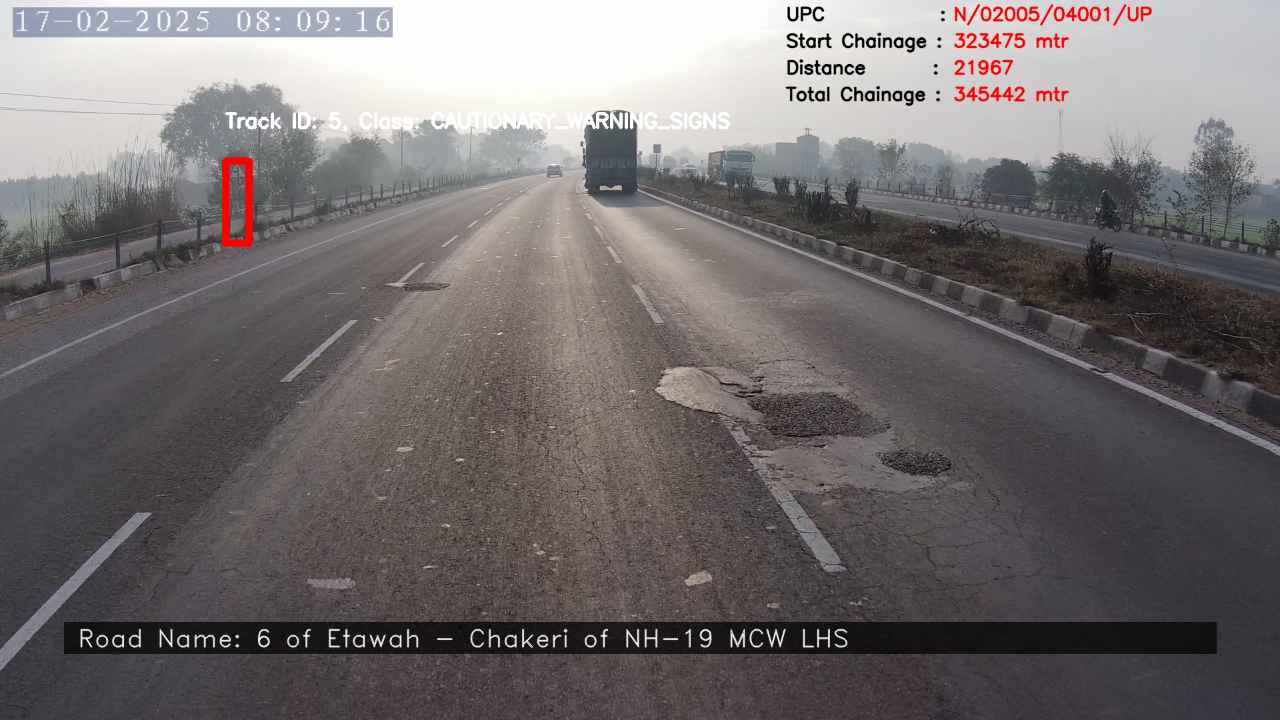 17-02-2025 08:09:16
UPC : N/02005/04001/UP
Start Chainage : 323475 mtr
Distance : 21967
Total Chainage : 345442 mtr
Track ID: 5, Class: CAUTIONARY_WARNING_SIGNS
Road Name: 6 of Etawah - Chakeri of NH-19 MCW LHS